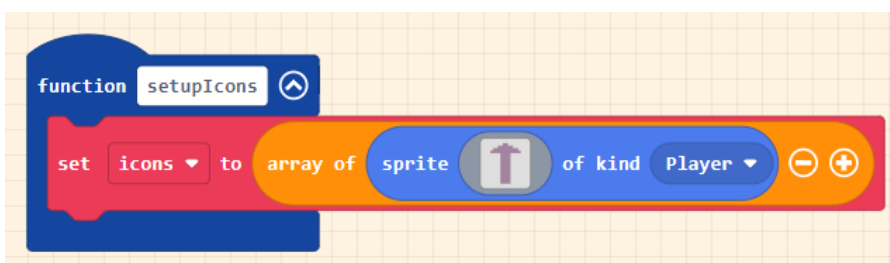 function setupIcons
set icons to array of sprite of kind Player